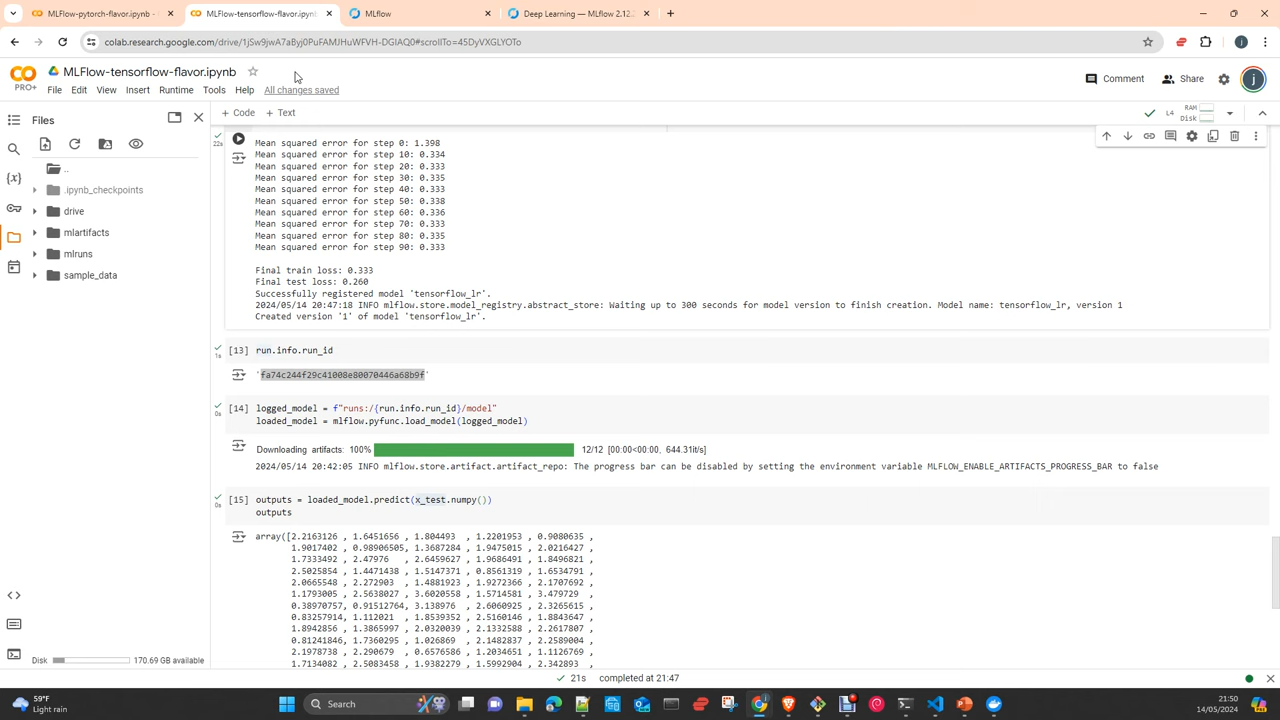 MLFlow-pytorch-flavor.ipynb -
MLFlow-tensorflow-flavor.ipynb
MLflow
Deep Learning — MLflow 2.12.
colab.research.google.com/drive/1jSw9jwA7aByj0PuFAMJHuWFVH-DGIAQ0#scrollTo=45DyVXGLYOTo
PRO+
MLFlow-tensorflow-flavor.ipynb
File Edit View Insert Runtime Tools Help All changes saved
Comment
Share
j
+ Code + Text
L4
RAM
Disk
Files
..
.ipynb_checkpoints
drive
mlartifacts
mlruns
sample_data
Disk 170.69 GB available
22s
Mean squared error for step 0: 1.398
Mean squared error for step 10: 0.334
Mean squared error for step 20: 0.333
Mean squared error for step 30: 0.335
Mean squared error for step 40: 0.333
Mean squared error for step 50: 0.338
Mean squared error for step 60: 0.336
Mean squared error for step 70: 0.333
Mean squared error for step 80: 0.335
Mean squared error for step 90: 0.333
Final train loss: 0.333
Final test loss: 0.260
Successfully registered model 'tensorflow_lr'.
2024/05/14 20:47:18 INFO mlflow.store.model_registry.abstract_store: Waiting up to 300 seconds for model version to finish creation. Model name: tensorflow_lr, version 1
Created version '1' of model 'tensorflow_lr'.
1s
[13] run.info.run_id
'fa74c244f29c41008e80070446a68b9f'
0s
[14] logged_model = f"runs:/{run.info.run_id}/model"
loaded_model = mlflow.pyfunc.load_model(logged_model)
Downloading artifacts: 100% 12/12 [00:00<00:00, 644.31it/s]
2024/05/14 20:42:05 INFO mlflow.store.artifact.artifact_repo: The progress bar can be disabled by setting the environment variable MLFLOW_ENABLE_ARTIFACTS_PROGRESS_BAR to false
0s
[15] outputs = loaded_model.predict(x_test.numpy())
outputs
array([2.2163126 , 1.6451656 , 1.804493 , 1.2201953 , 0.9080635 ,
1.9017402 , 0.98906505, 1.3687284 , 1.9475015 , 2.0216427 ,
1.7333492 , 2.47976 , 2.6459627 , 1.9686491 , 1.8496821 ,
2.5025854 , 1.4471438 , 1.5147371 , 0.8561319 , 1.6534791 ,
2.0665548 , 2.272903 , 1.4881923 , 1.9272366 , 2.1707692 ,
1.1793005 , 2.5638027 , 3.6020558 , 1.5714581 , 3.479729 ,
0.38970757, 0.91512764, 3.138976 , 2.6060925 , 2.3265615 ,
0.83257914, 1.112021 , 1.8539352 , 2.5160146 , 1.8843647 ,
1.8942856 , 1.3865997 , 2.0320039 , 2.1332588 , 2.2617807 ,
0.81241846, 1.7360295 , 1.026869 , 2.1482837 , 2.2589004 ,
2.1978738 , 2.290679 , 0.6576586 , 1.2034651 , 1.1126769 ,
1.7134082 , 2.5083458 , 1.9382279 , 1.5992904 , 2.342893 ,
21s completed at 21:47
59°F
Light rain
Search
21:50
14/05/2024